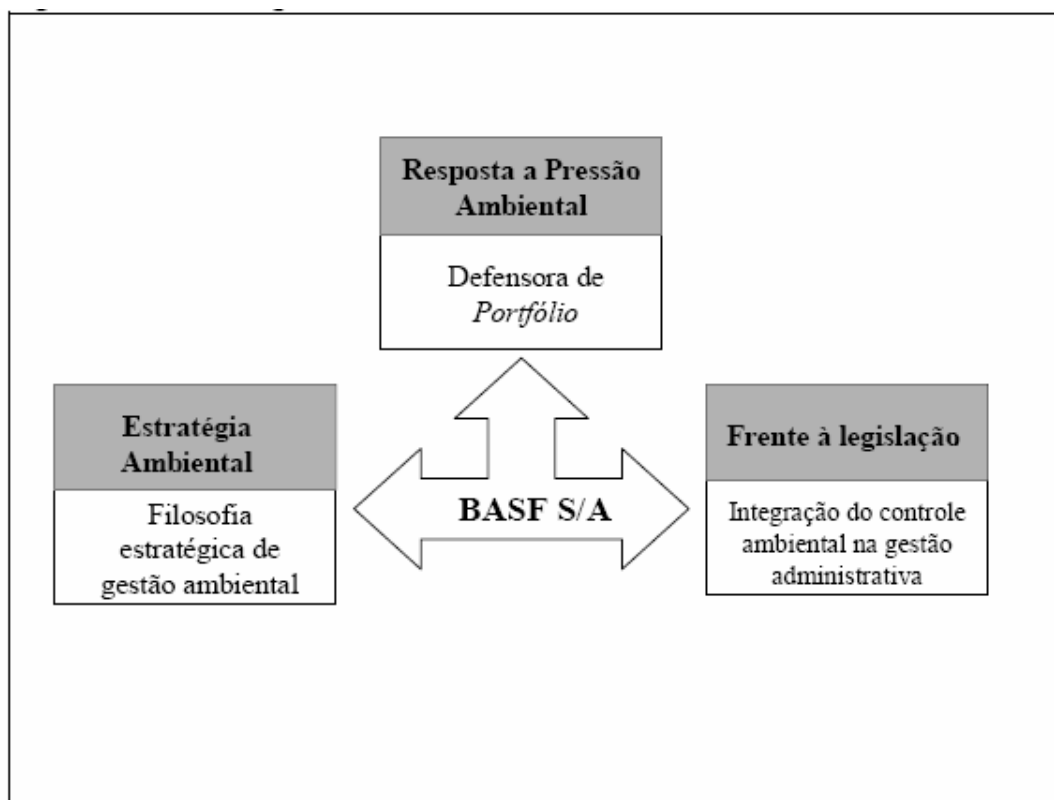 Resposta a Pressão
Ambiental
Defensora de
Portfólio
Estratégia
Ambiental
Filosofia
estratégica de
gestão ambiental
BASF S/A
Frente à legislação
Integração do controle
ambiental na gestão
administrativa